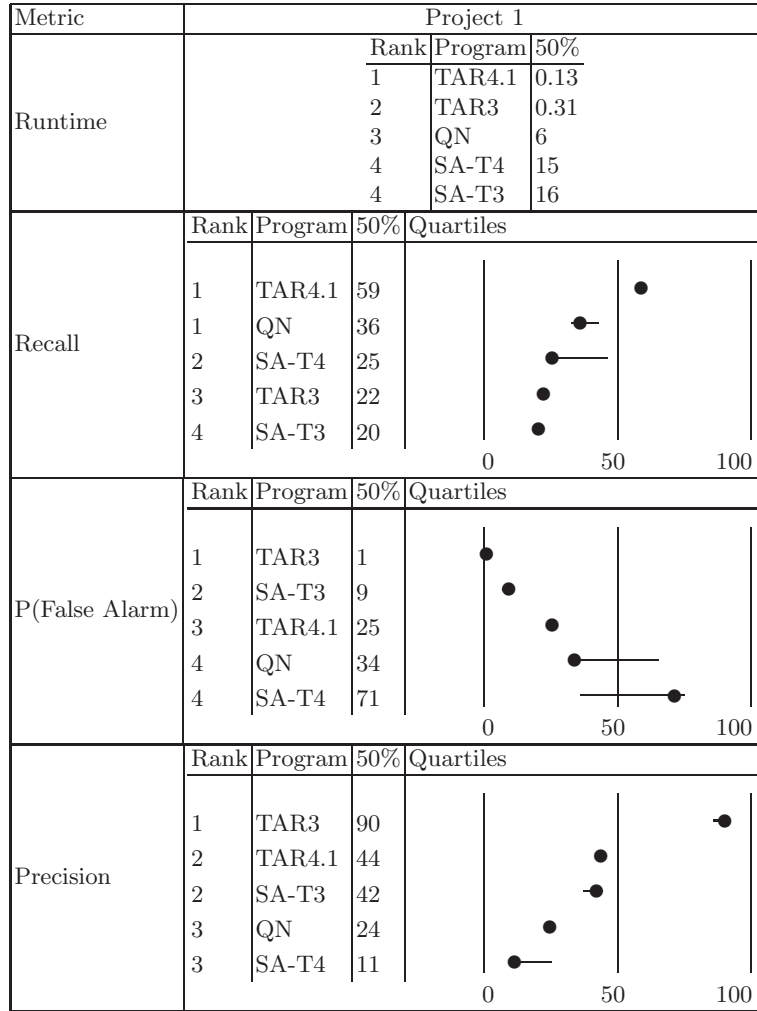 Metric Project 1
Rank Program 50%
1 TAR4.1 0.13
2 TAR3 0.31
Runtime
3 QN 6
4 SA-T4 15
4 SA-T3 16
Rank Program 50% Quartiles
1 TAR4.1 59
1 QN 36
Recall
2 SA-T4 25
3 TAR3 22
4 SA-T3 20
0 50 100
Rank Program 50% Quartiles
1 TAR3 1
2 SA-T3 9
P(False Alarm)
3 TAR4.1 25
4 QN 34
4 SA-T4 71
0 50 100
Rank Program 50% Quartiles
1 TAR3 90
2 TAR4.1 44
Precision
2 SA-T3 42
3 QN 24
3 SA-T4 11
0 50 100